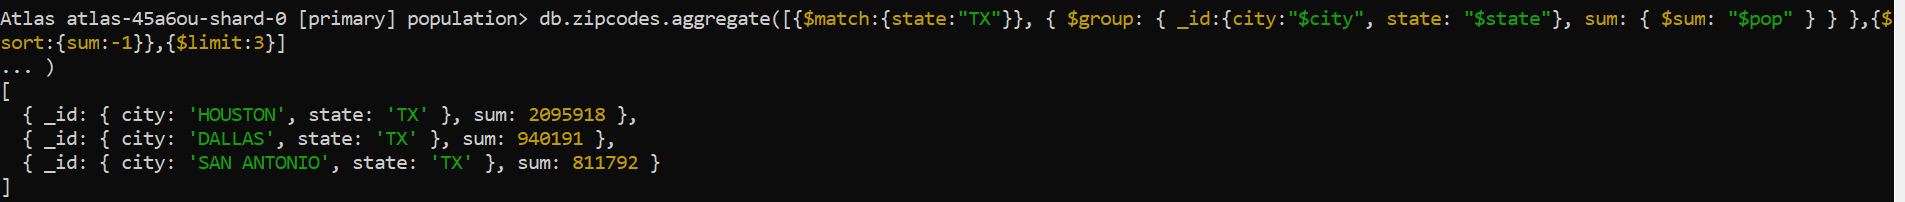 Atlas atlas-45a6ou-shard-0 [primary] population> db.zipcodes.aggregate([{$match:{state:"TX"}}, { $group: { _id:{city:"$city", state: "$state"}, sum: { $sum: "$pop" } } },{$
sort:{sum:-1}},{$limit:3}]
... )
[
  { _id: { city: 'HOUSTON', state: 'TX' }, sum: 2095918 },
  { _id: { city: 'DALLAS', state: 'TX' }, sum: 940191 },
  { _id: { city: 'SAN ANTONIO', state: 'TX' }, sum: 811792 }
]